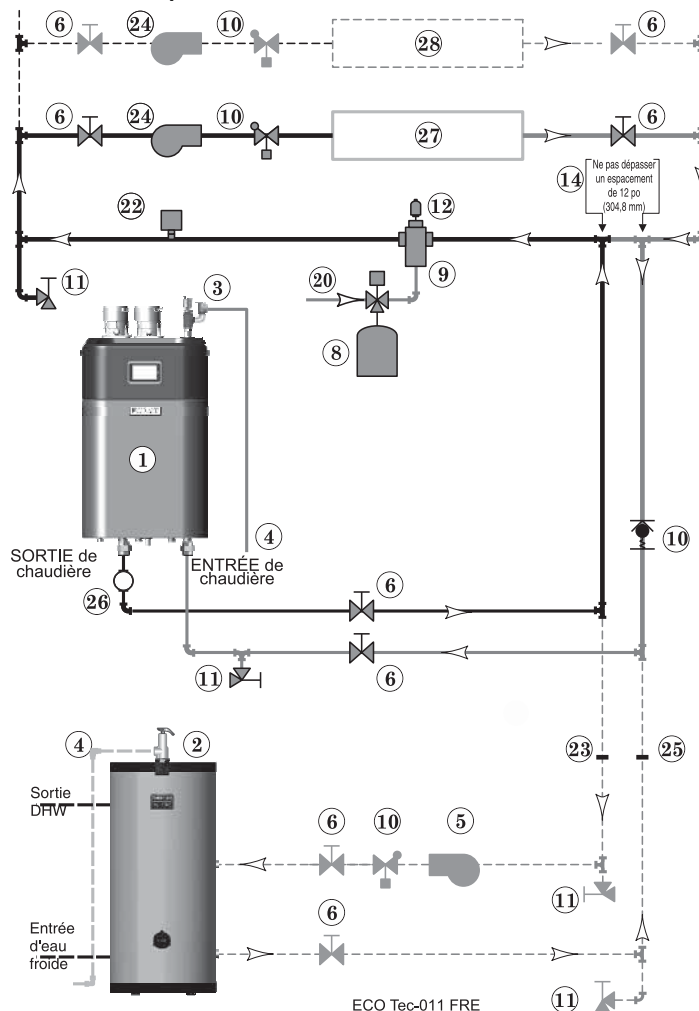 6 24 10 28 6
6 24 10 27 6
14
Ne pas dépasser
un espacement
de 12 po
(304,8 mm)
22 12
11 3 20 9
8
1
SORTIE de
chaudière
4
ENTRÉE de
chaudière
10
26 6
11 6
4 2 23 25
Sortie
DHW
6 10 5
11
6
Entrée
d'eau
froide
ECO Tec-011 FRE
11